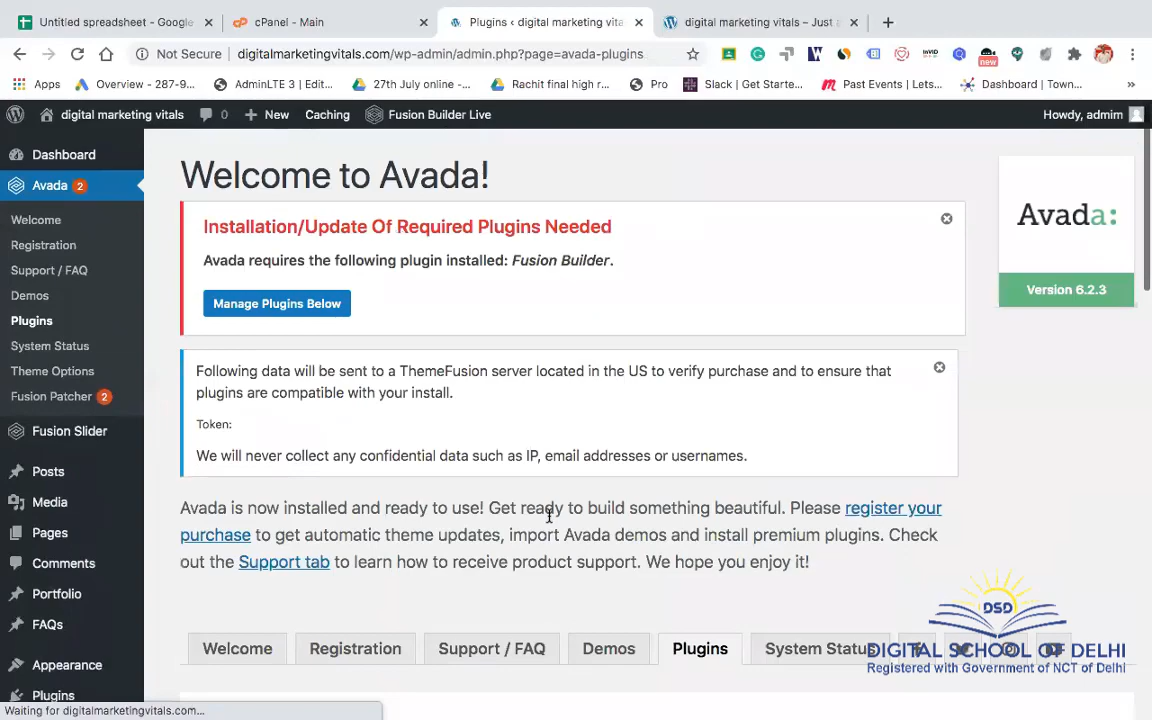 Untitled spreadsheet - Google
cPanel - Main
Plugins ‹ digital marketing vita
digital marketing vitals – Just a
Not Secure
digitalmarketingvitals.com/wp-admin/admin.php?page=avada-plugins
new
Apps
Overview - 287-9...
AdminLTE 3 | Edit...
27th July online -...
Rachit final high r...
Pro
Slack | Get Starte...
Past Events | Lets...
Dashboard | Town...
digital marketing vitals
0
New
Caching
Fusion Builder Live
Howdy, admim
Dashboard
Avada 2
Welcome
Registration
Support / FAQ
Demos
Plugins
System Status
Theme Options
Fusion Patcher 2
Fusion Slider
Posts
Media
Pages
Comments
Portfolio
FAQs
Appearance
Plugins
Welcome to Avada!
Installation/Update Of Required Plugins Needed
Avada requires the following plugin installed: Fusion Builder.
Manage Plugins Below
Avada:
Version 6.2.3
Following data will be sent to a ThemeFusion server located in the US to verify purchase and to ensure that
plugins are compatible with your install.
Token:
We will never collect any confidential data such as IP, email addresses or usernames.
Avada is now installed and ready to use! Get ready to build something beautiful. Please register your
purchase to get automatic theme updates, import Avada demos and install premium plugins. Check
out the Support tab to learn how to receive product support. We hope you enjoy it!
Welcome
Registration
Support / FAQ
Demos
Plugins
System Status
DSD
DIGITAL SCHOOL OF DELHI
Registered with Government of NCT of Delhi
Waiting for digitalmarketingvitals.com...